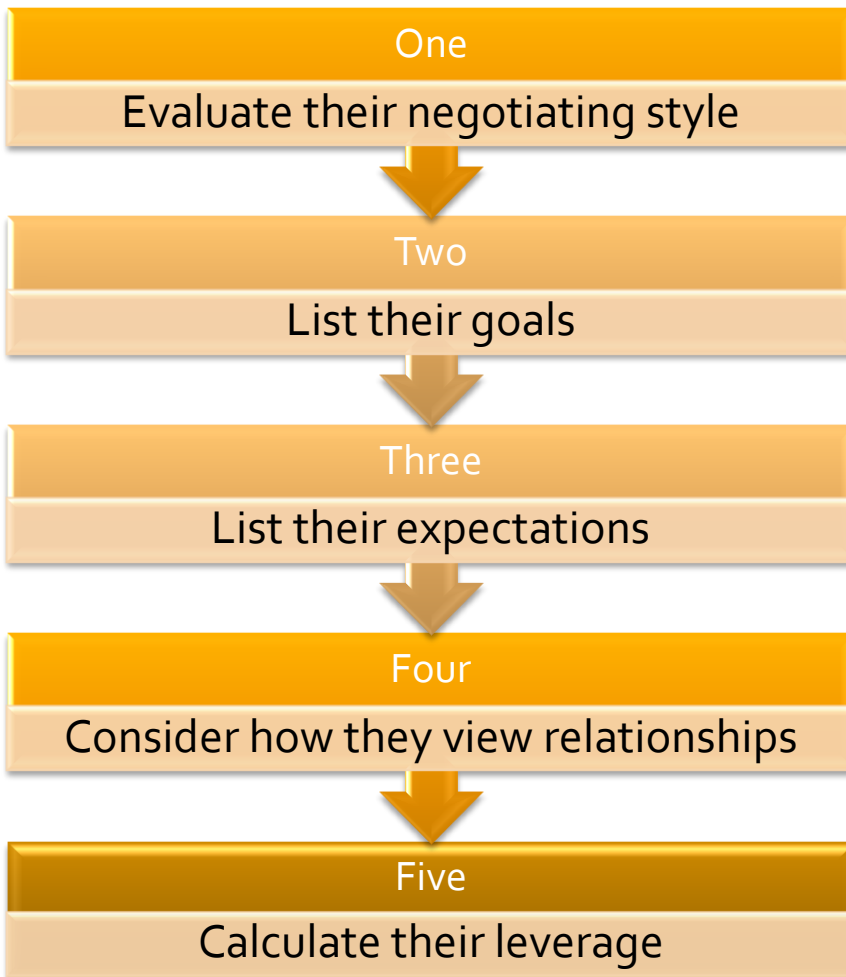 One
Evaluate their negotiating style
Two
List their goals
Three
List their expectations
Four
Consider how they view relationships
Five
Calculate their leverage